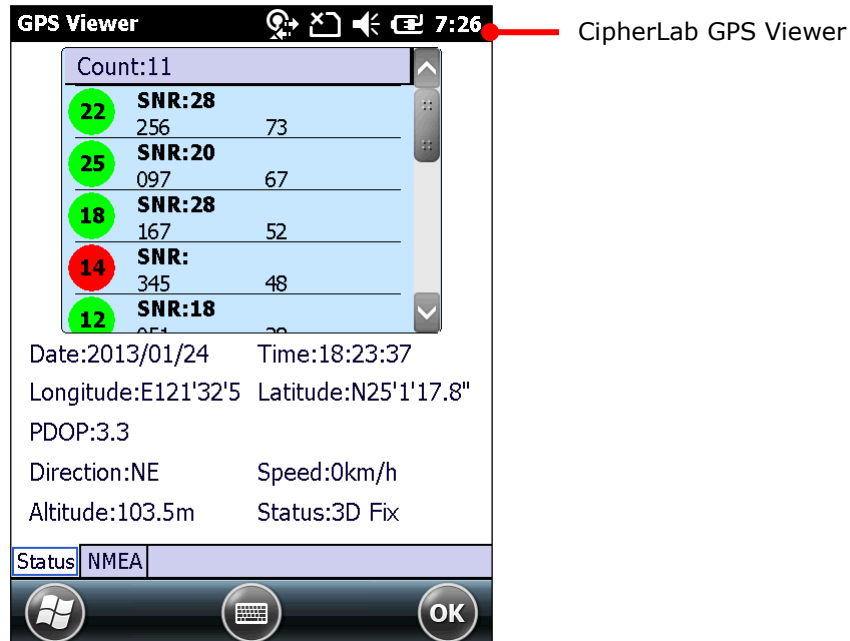 GPS Viewer 7:26
CipherLab GPS Viewer
Count:11
22 SNR:28
256 73
25 SNR:20
097 67
18 SNR:28
167 52
14 SNR:
345 48
12 SNR:18
Date:2013/01/24 Time:18:23:37
Longitude:E121'32'5 Latitude:N25'1'17.8"
PDOP:3.3
Direction:NE Speed:0km/h
Altitude:103.5m Status:3D Fix
Status NMEA
OK